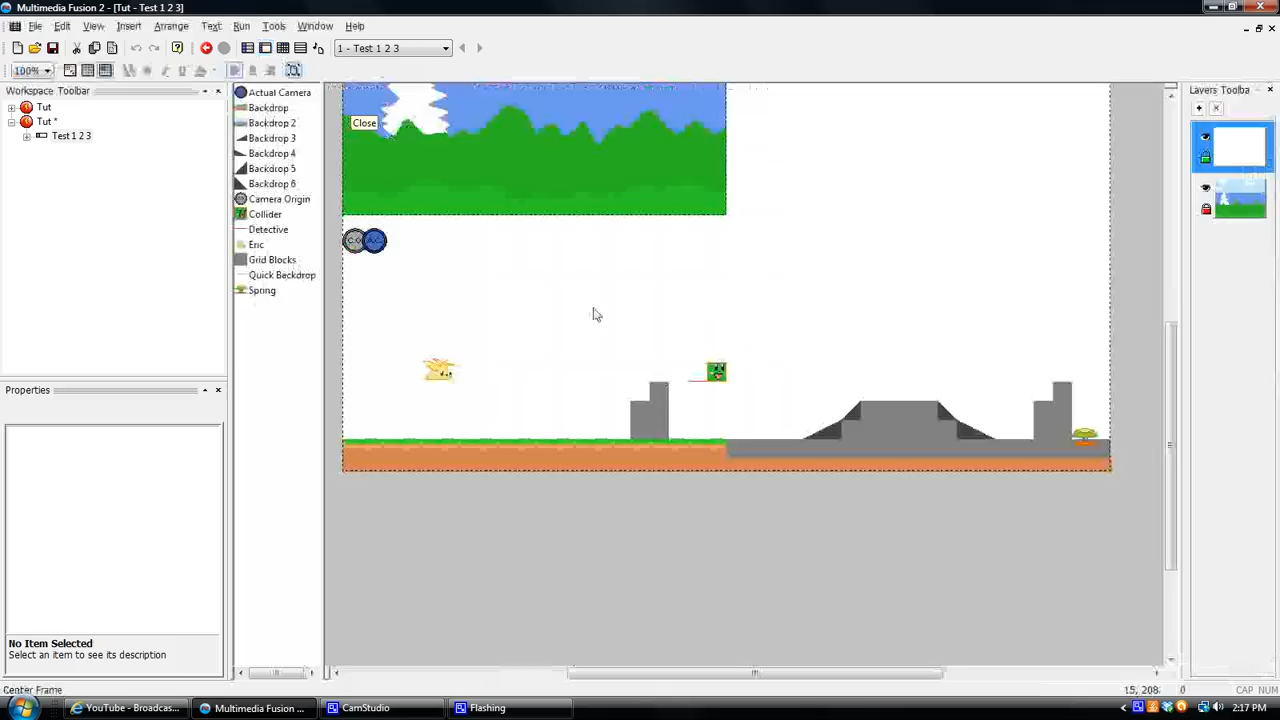 Multimedia Fusion 2 - [Tut - Test 1 2 3]
File Edit View Insert Arrange Text Run Tools Window Help
1 - Test 1 2 3
100%
Workspace Toolbar
Tut
Tut *
Test 1 2 3
Properties
No Item Selected
Select an item to see its description
Actual Camera
Backdrop
Backdrop 2
Backdrop 3
Backdrop 4
Backdrop 5
Backdrop 6
Camera Origin
Collider
Detective
Eric
Grid Blocks
Quick Backdrop
Spring
Close
C.O
A.C.
Layers Toolba
Center Frame
15, 208
0
CAP NUM
YouTube - Broadcas...
Multimedia Fusion ...
CamStudio
Flashing
2:17 PM